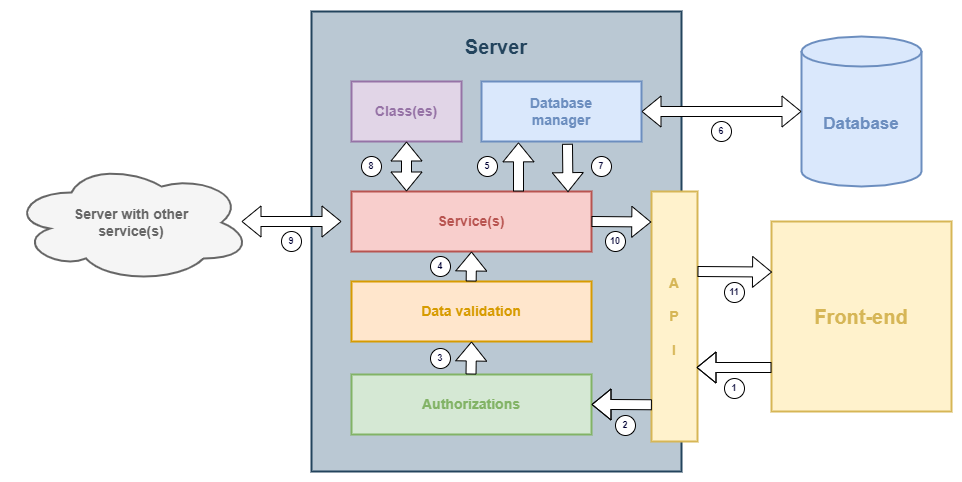 Server
Class(es)
Database
manager
Database
6
8
5
7
Server with other
service(s)
Service(s)
9
10
4
A
P
I
11
Front-end
Data validation
3
1
Authorizations
2